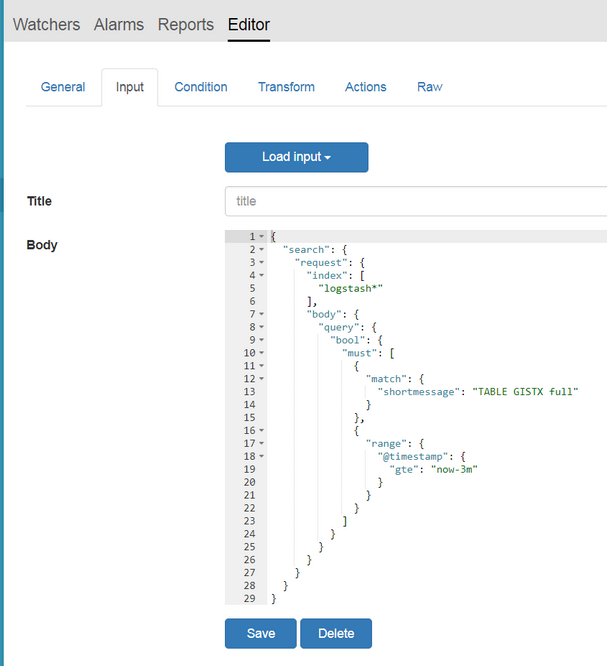 Watchers Alarms Reports Editor
General Input Condition Transform Actions Raw
Load input
Title title
Body
1 {
2 "search": {
3 "request": {
4 "index": [
5 "logstash*"
6 ],
7 "body": {
8 "query": {
9 "bool": {
10 "must": [
11 {
12 "match": {
13 "shortmessage": "TABLE GISTX full"
14 }
15 },
16 {
17 "range": {
18 "@timestamp": {
19 "gte": "now-3m"
20 }
21 }
22 }
23 ]
24 }
25 }
26 }
27 }
28 }
29 }
Save Delete